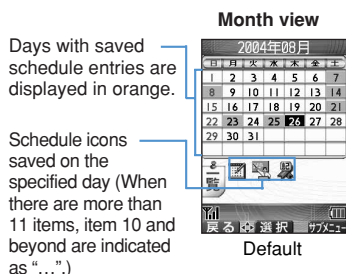 Month view
Days with saved
schedule entries are
displayed in orange.
2004年08月
日 月 火 水 木 金 土
1 2 3 4 5 6 7
8 9 10 11 12 13 14
15 16 17 18 19 20 21
22 23 24 25 26 27 28
29 30 31
Schedule icons
saved on the
specified day (When
there are more than
11 items, item 10 and
beyond are indicated
as “…”.)
一覧
戻る 選択 サブメニュー
Default